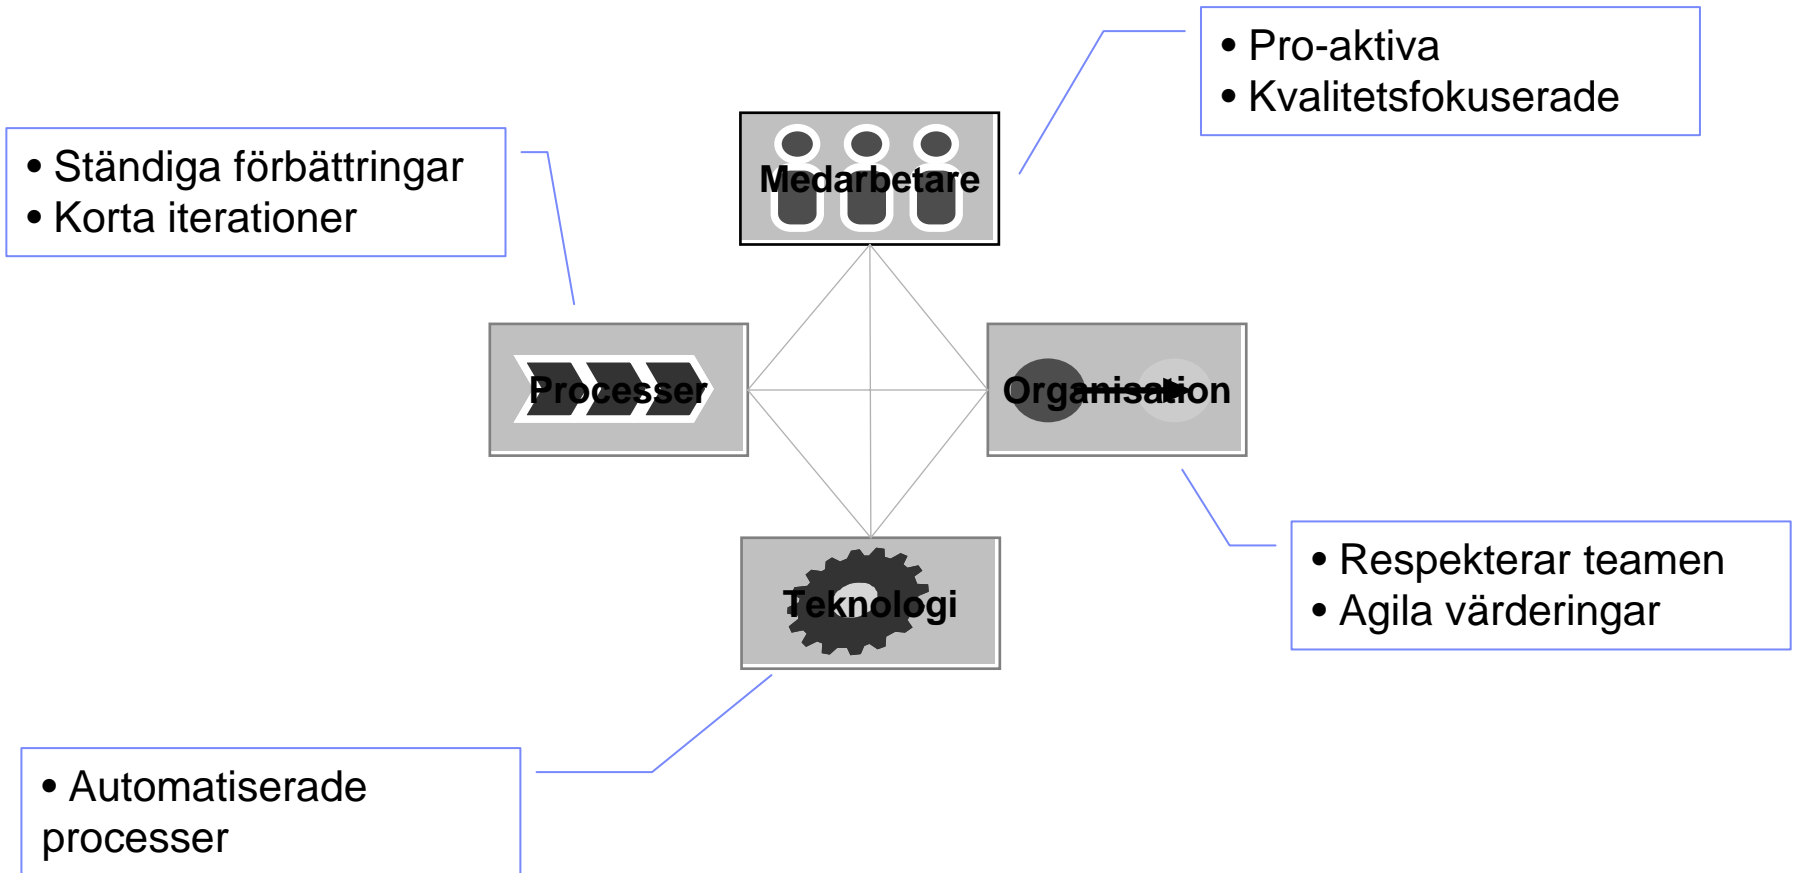 • Pro-aktiva
• Kvalitetsfokuserade
• Ständiga förbättringar
• Korta iterationer
Medarbetare
Processer
Organisation
Teknologi
• Respekterar teamen
• Agila värderingar
• Automatiserade
processer